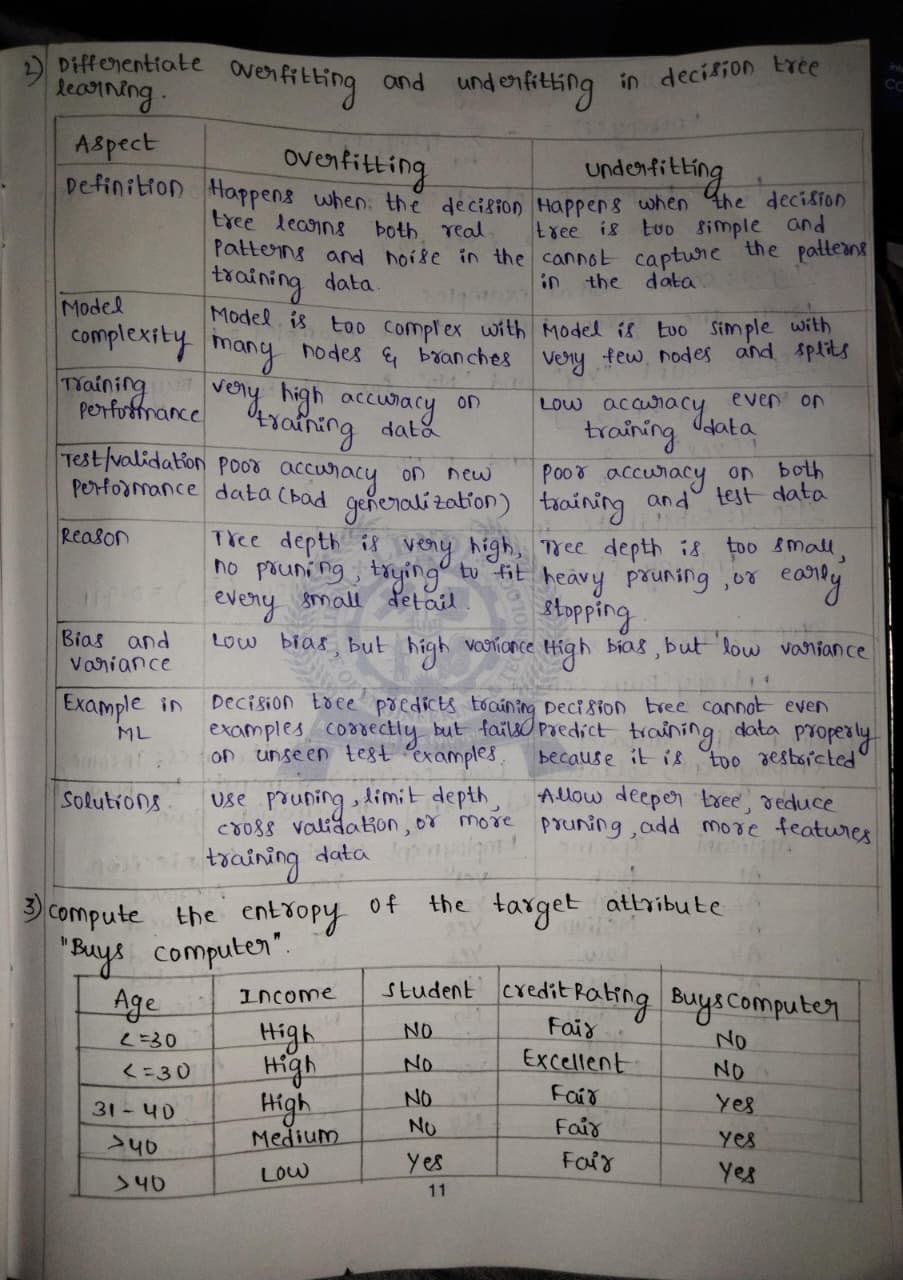 2) Differentiate overfitting and underfitting in decision tree
learning.
Aspect overfitting underfitting
Definition Happens when the decision Happens when the decision
tree learns both real tree is too simple and
Patterns and noise in the cannot capture the patterns
training data. in the data
Model Model is too complex with Model is too simple with
complexity many nodes & branches very few nodes and splits
Training very high accuracy on Low accuracy even on
performance training data training data
Test/validation poor accuracy on new poor accuracy on both
performance data (bad generalization) training and test data
Reason Tree depth is very high, Tree depth is too small,
no pruning, trying to fit heavy pruning, or early
every small detail. stopping
Bias and Low bias, but high variance High bias, but low variance
variance
Example in Decision tree predicts training Decision tree cannot even
ML examples correctly but fails predict training data properly
on unseen test examples. because it is too restricted
Solutions use pruning, limit depth, Allow deeper tree, reduce
cross validation, or more pruning, add more features
training data
3) compute the entropy of the target attribute
"Buys computer".
Age Income Student creditRating Buyscomputer
<=30 High NO Fair NO
<=30 High NO Excellent NO
31-40 High NO Fair Yes
>40 Medium NO Fair Yes
>40 Low Yes Fair Yes
11